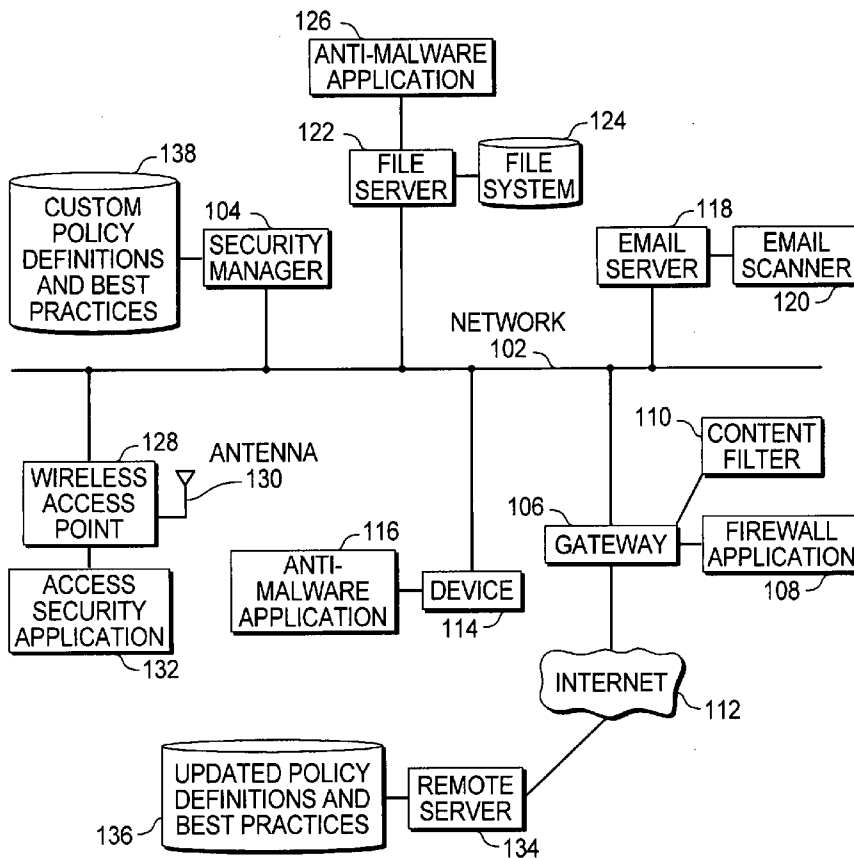 126
ANTI-MALWARE
APPLICATION
122
FILE
SERVER
124
FILE
SYSTEM
138
CUSTOM
POLICY
DEFINITIONS
AND BEST
PRACTICES
104
SECURITY
MANAGER
118
EMAIL
SERVER
EMAIL
SCANNER
120
NETWORK
102
128
WIRELESS
ACCESS
POINT
ANTENNA
130
ACCESS
SECURITY
APPLICATION
132
116
ANTI-
MALWARE
APPLICATION
DEVICE
114
110
CONTENT
FILTER
106
GATEWAY
FIREWALL
APPLICATION
108
INTERNET
112
UPDATED POLICY
DEFINITIONS AND
BEST PRACTICES
136
REMOTE
SERVER
134